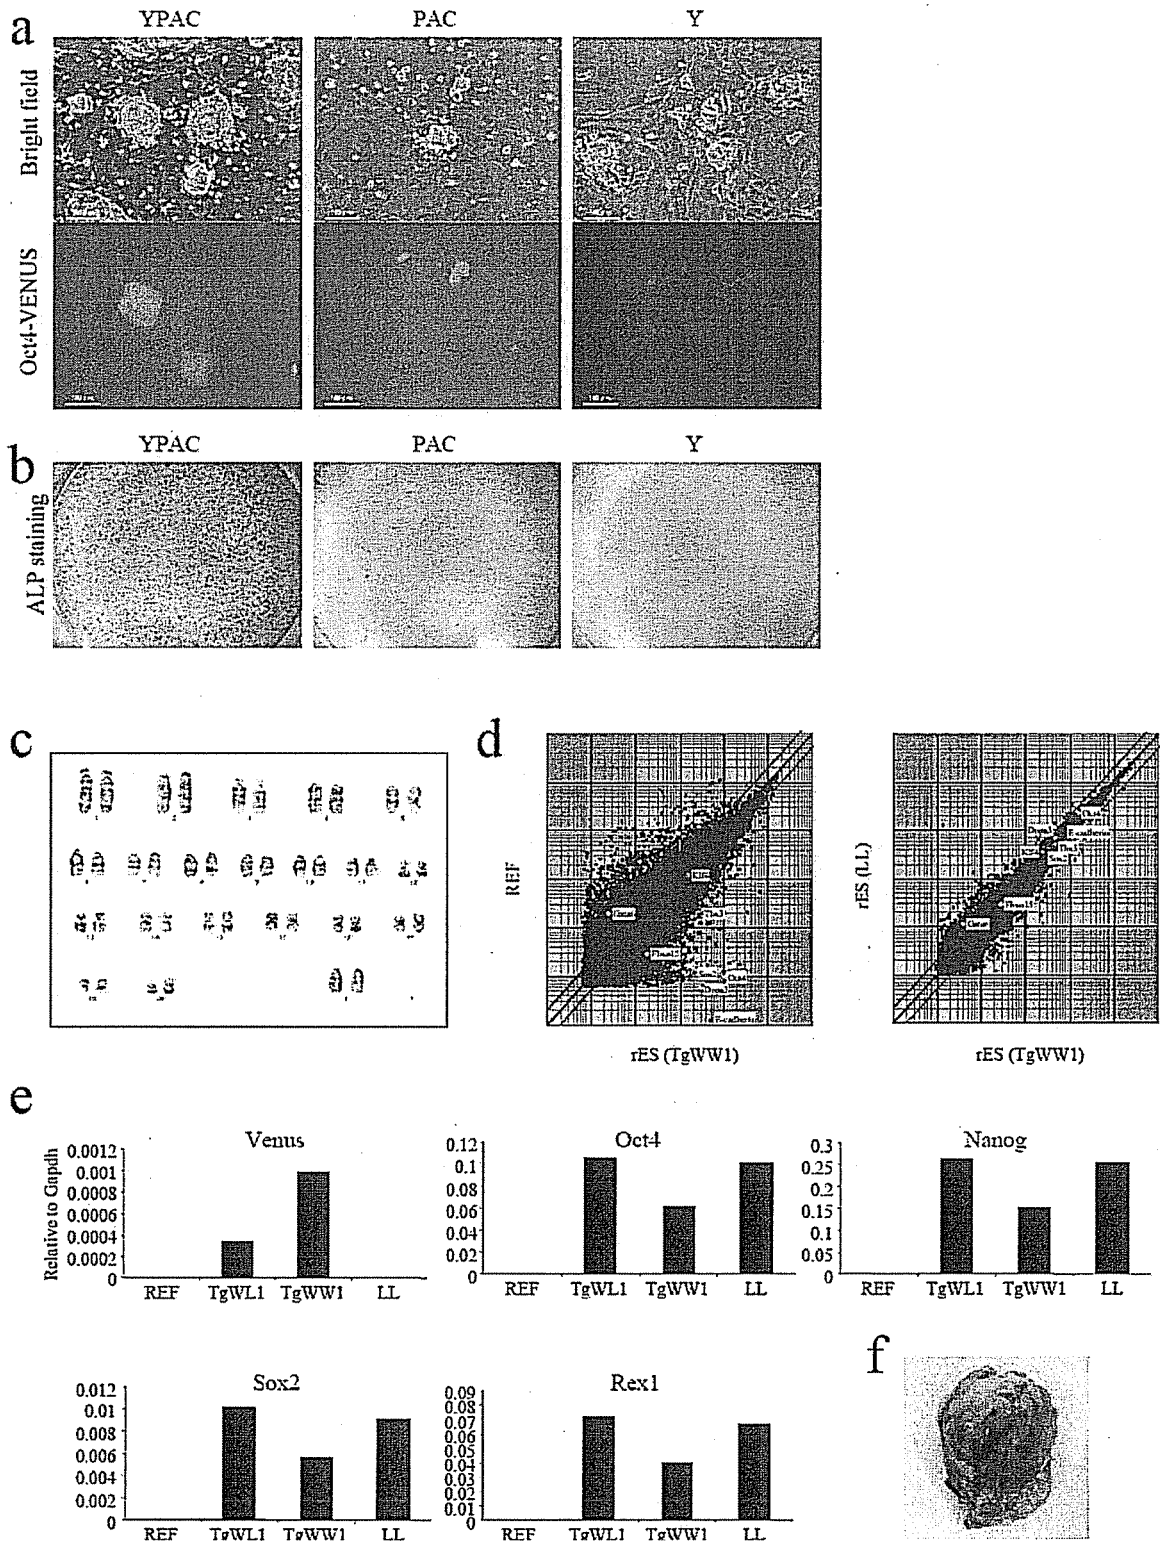 a
YPAC PAC Y
Bright field
Oct4-VENUS
b
YPAC PAC Y
ALP staining
c
d
REF
rES (TgWW1)
E-cadherin
rES (LL)
rES (TgWW1)
E-cadherin
e
Venus
Relative to Gapdh
0.0012
0.001
0.0008
0.0006
0.0004
0.0002
0
REF TgWL1 TgWW1 LL
Oct4
0.12
0.1
0.08
0.06
0.04
0.02
0
REF TgWL1 TgWW1 LL
Nanog
0.3
0.25
0.2
0.15
0.1
0.05
0
REF TgWL1 TgWW1 LL
Sox2
0.012
0.01
0.008
0.006
0.004
0.002
0
REF TgWL1 TgWW1 LL
Rex1
0.09
0.08
0.07
0.06
0.05
0.04
0.03
0.02
0.01
0
REF TgWL1 TgWW1 LL
f